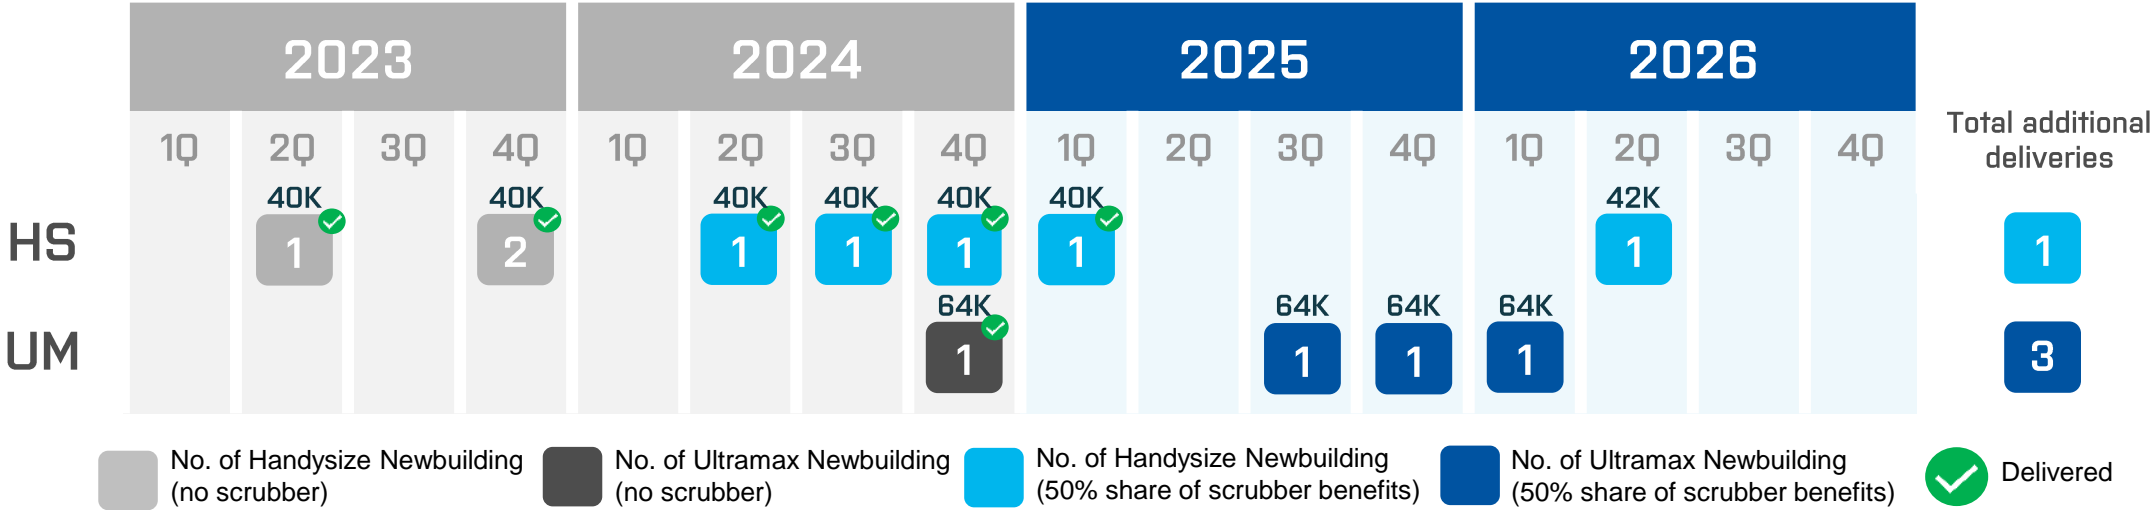 2023 2024 2025 2026
1Q 2Q 3Q 4Q 1Q 2Q 3Q 4Q 1Q 2Q 3Q 4Q 1Q 2Q 3Q 4Q
Total additional
deliveries
40K 40K 40K 40K 40K 40K 42K
HS 1 2 1 1 1 1 1 1
64K 64K 64K 64K
UM 1 1 1 1 3
No. of Handysize Newbuilding
(no scrubber)
No. of Ultramax Newbuilding
(no scrubber)
No. of Handysize Newbuilding
(50% share of scrubber benefits)
No. of Ultramax Newbuilding
(50% share of scrubber benefits)
Delivered